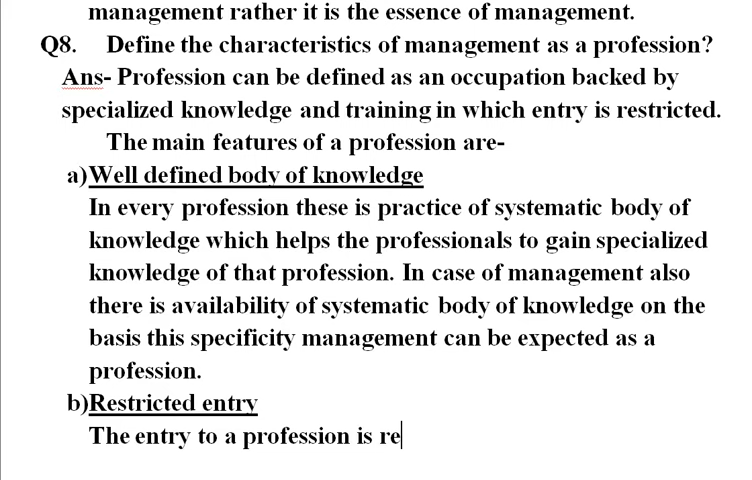 management rather it is the essence of management.
Q8. Define the characteristics of management as a profession?
Ans- Profession can be defined as an occupation backed by
specialized knowledge and training in which entry is restricted.
The main features of a profession are-
a)Well defined body of knowledge
In every profession these is practice of systematic body of
knowledge which helps the professionals to gain specialized
knowledge of that profession. In case of management also
there is availability of systematic body of knowledge on the
basis this specificity management can be expected as a
profession.
b)Restricted entry
The entry to a profession is re